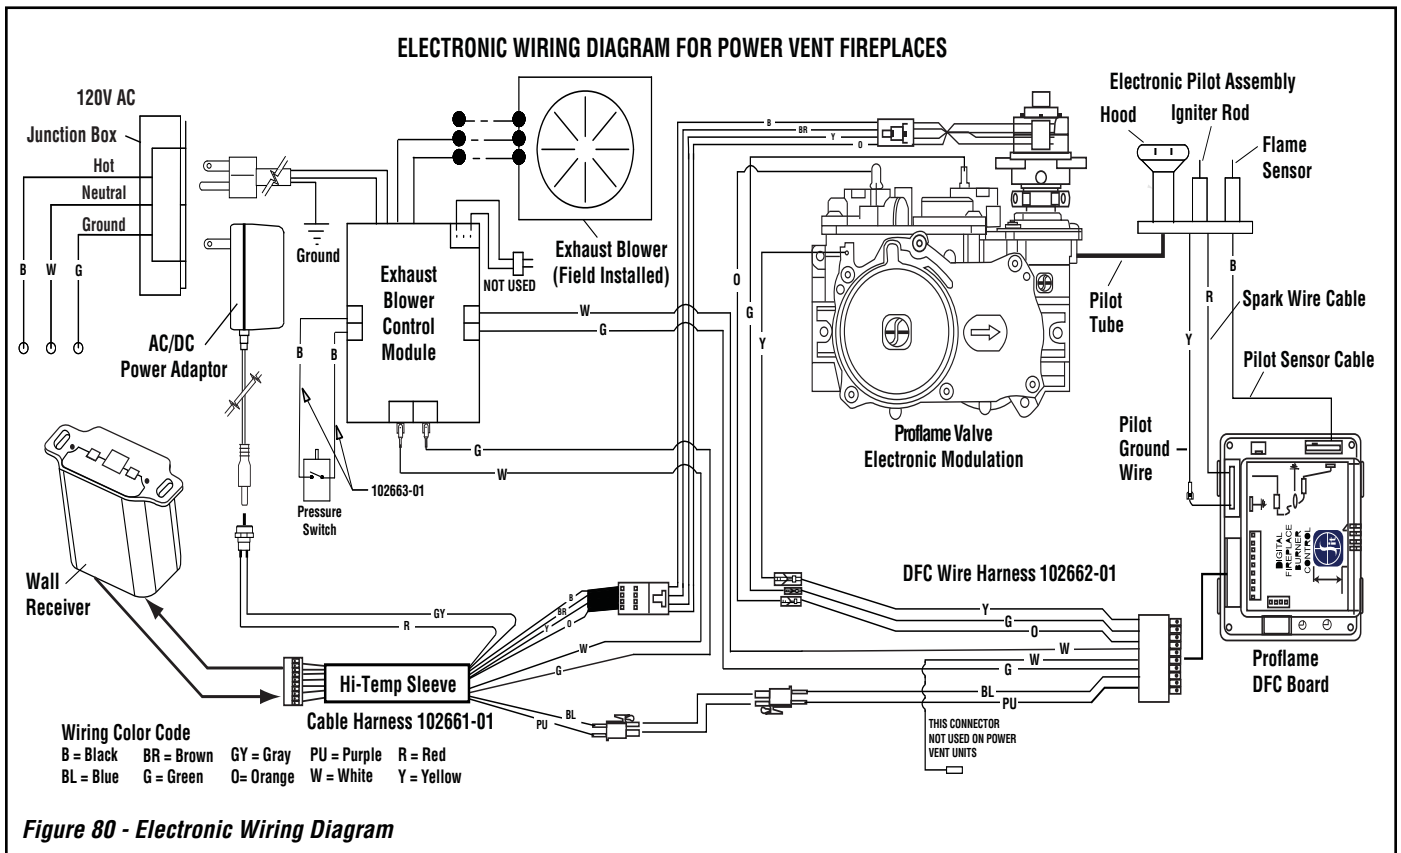 ELECTRONIC WIRING DIAGRAM FOR POWER VENT FIREPLACES
120V AC
Junction Box
Hot
Neutral
Ground
B
W
G
AC/DC
Power Adaptor
Ground
Exhaust
Blower
Control
Module
NOT USED
Exhaust Blower
(Field Installed)
B
B
Pressure
Switch
102663-01
W
G
G
W
B
BR
Y
O
O
G
Y
Proflame Valve
Electronic Modulation
Electronic Pilot Assembly
Hood
Igniter Rod
Flame
Sensor
Pilot
Tube
B
R
Y
Spark Wire Cable
Pilot Sensor Cable
Pilot
Ground
Wire
DIGITAL
FIREPLACE
BURNER
CONTROL
Proflame
DFC Board
DFC Wire Harness 102662-01
Y
G
O
W
W
G
BL
PU
THIS CONNECTOR
NOT USED ON POWER
VENT UNITS
Wall
Receiver
GY
R
B
BR
Y
O
W
G
BL
PU
Hi-Temp Sleeve
Cable Harness 102661-01
Wiring Color Code
B = Black BR = Brown GY = Gray PU = Purple R = Red
BL = Blue G = Green O= Orange W = White Y = Yellow
Figure 80 - Electronic Wiring Diagram